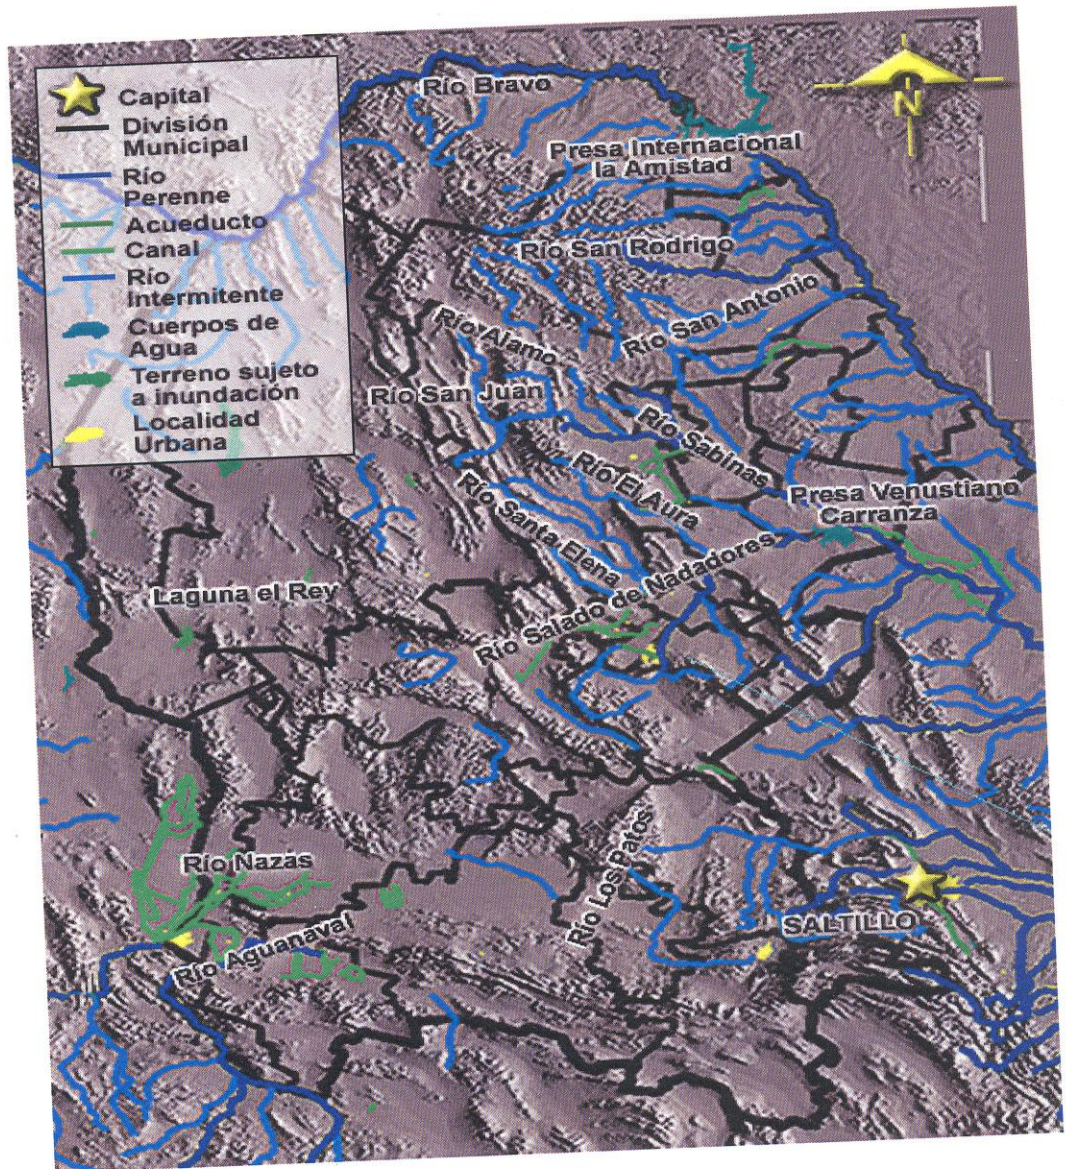 Capital
División
Municipal
Río
Perenne
Acueducto
Canal
Río
Intermitente
Cuerpos de
Agua
Terreno sujeto
a inundación
Localidad
Urbana
N
Río Bravo
Presa Internacional
la Amistad
Río San Rodrigo
Río San Antonio
Río Alamo
Río San Juan
Río Sabinas
Río El Aura
Presa Venustiano
Carranza
Río Santa Elena
Laguna el Rey
Río Salado de Nadadores
Río Nazas
Río Los Patos
SALTILLO
Río Aguanaval